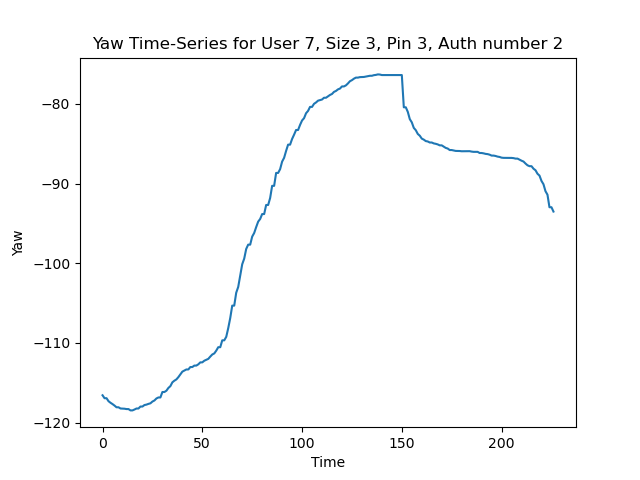 Yaw Time-Series for User 7, Size 3, Pin 3, Auth number 2
−80
−90
−100
−110
−120
Yaw
0 50 100 150 200
Time